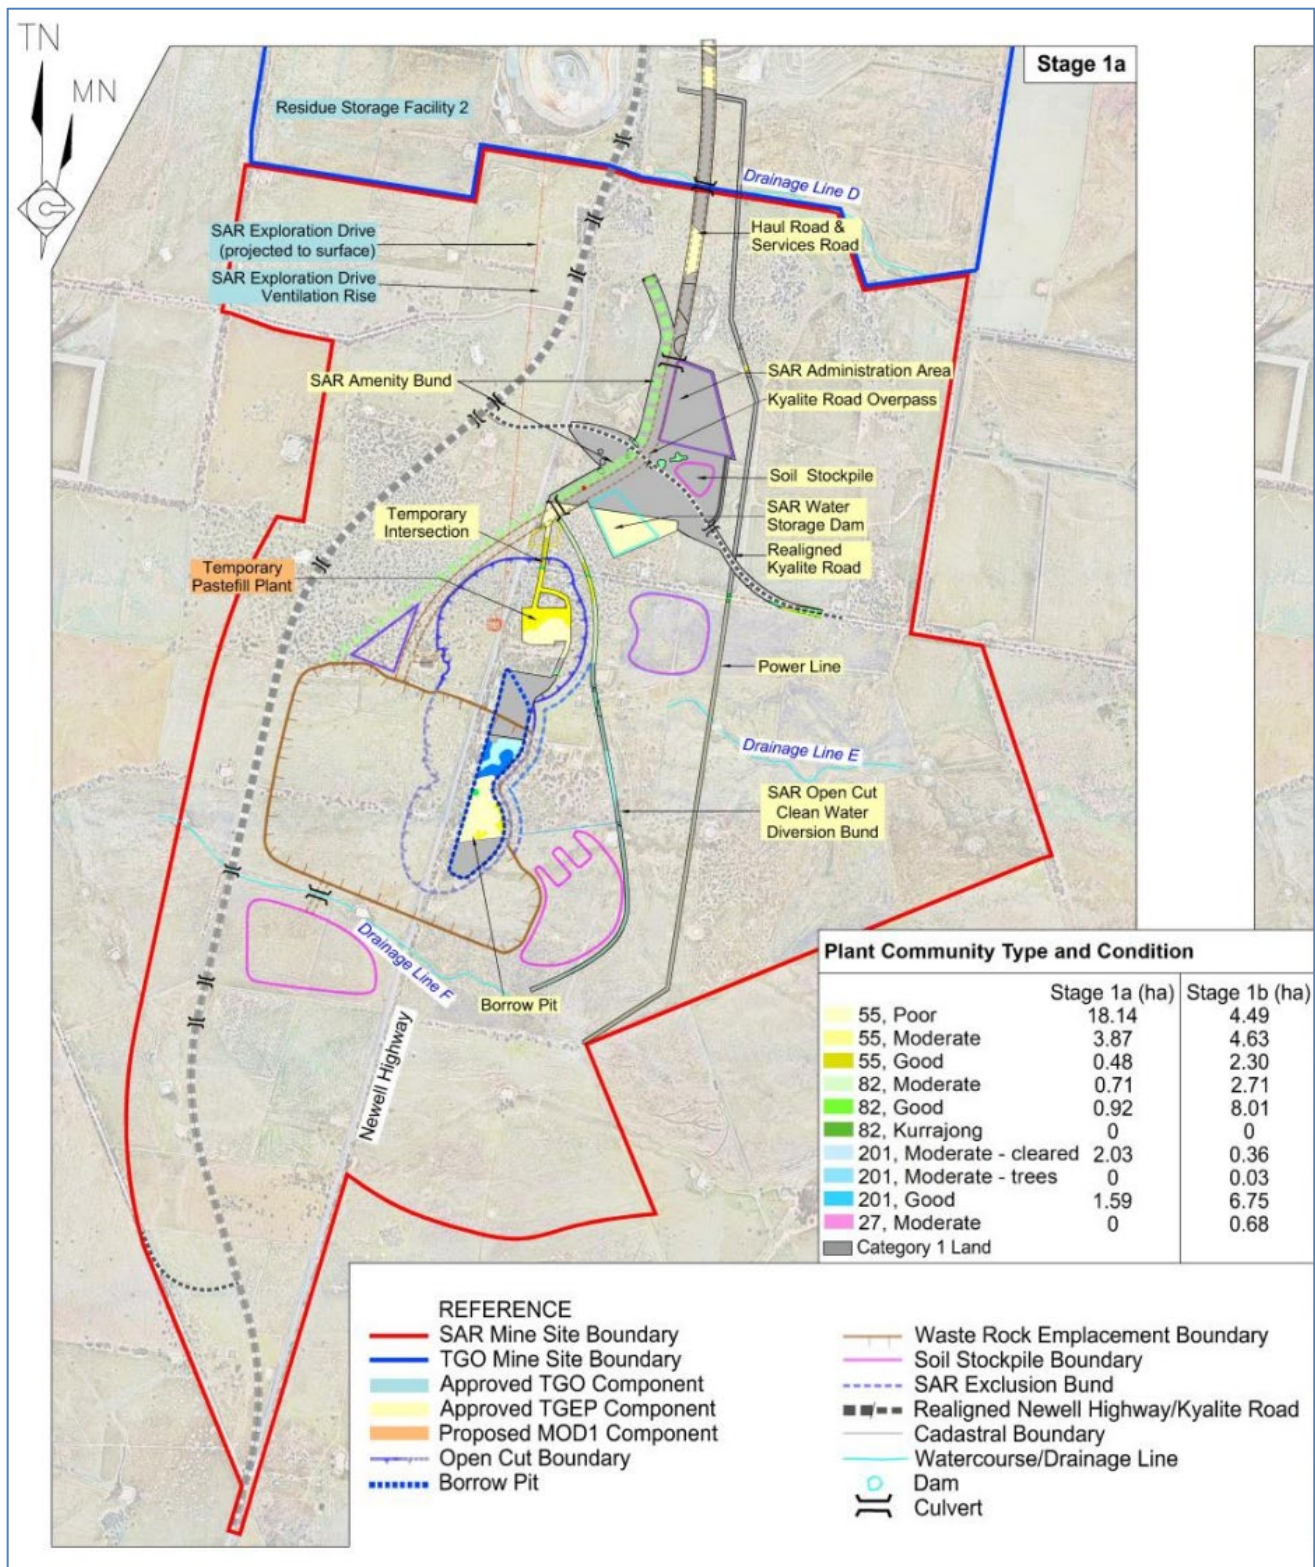 TN
MN
Stage 1a
Residue Storage Facility 2
Drainage Line D
SAR Exploration Drive
(projected to surface)
Haul Road &
Services Road
SAR Exploration Drive
Ventilation Rise
SAR Amenity Bund
SAR Administration Area
Kyalite Road Overpass
Soil Stockpile
Temporary
Intersection
SAR Water
Storage Dam
Realigned
Kyalite Road
Temporary
Pastefill Plant
Power Line
Drainage Line E
SAR Open Cut
Clean Water
Diversion Bund
Drainage Line F
Borrow Pit
Newell Highway
Plant Community Type and Condition
Stage 1a (ha) Stage 1b (ha)
55, Poor 18.14 4.49
55, Moderate 3.87 4.63
55, Good 0.48 2.30
82, Moderate 0.71 2.71
82, Good 0.92 8.01
82, Kurrajong 0 0
201, Moderate - cleared 2.03 0.36
201, Moderate - trees 0 0.03
201, Good 1.59 6.75
27, Moderate 0 0.68
Category 1 Land
REFERENCE
SAR Mine Site Boundary
TGO Mine Site Boundary
Approved TGO Component
Approved TGEP Component
Proposed MOD1 Component
Open Cut Boundary
Borrow Pit
Waste Rock Emplacement Boundary
Soil Stockpile Boundary
SAR Exclusion Bund
Realigned Newell Highway/Kyalite Road
Cadastral Boundary
Watercourse/Drainage Line
Dam
Culvert